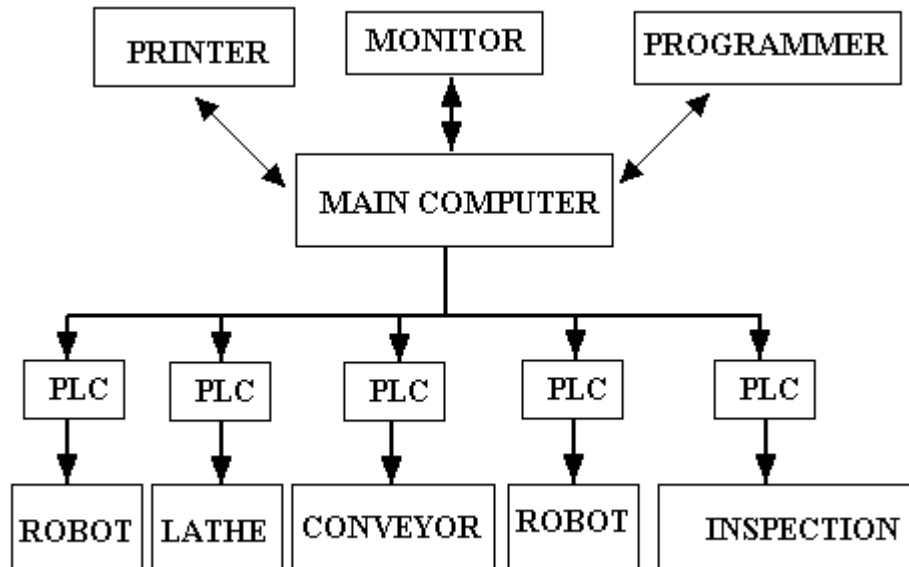 PRINTER
MONITOR
PROGRAMMER
MAIN COMPUTER
PLC
PLC
PLC
PLC
PLC
ROBOT
LATHE
CONVEYOR
ROBOT
INSPECTION